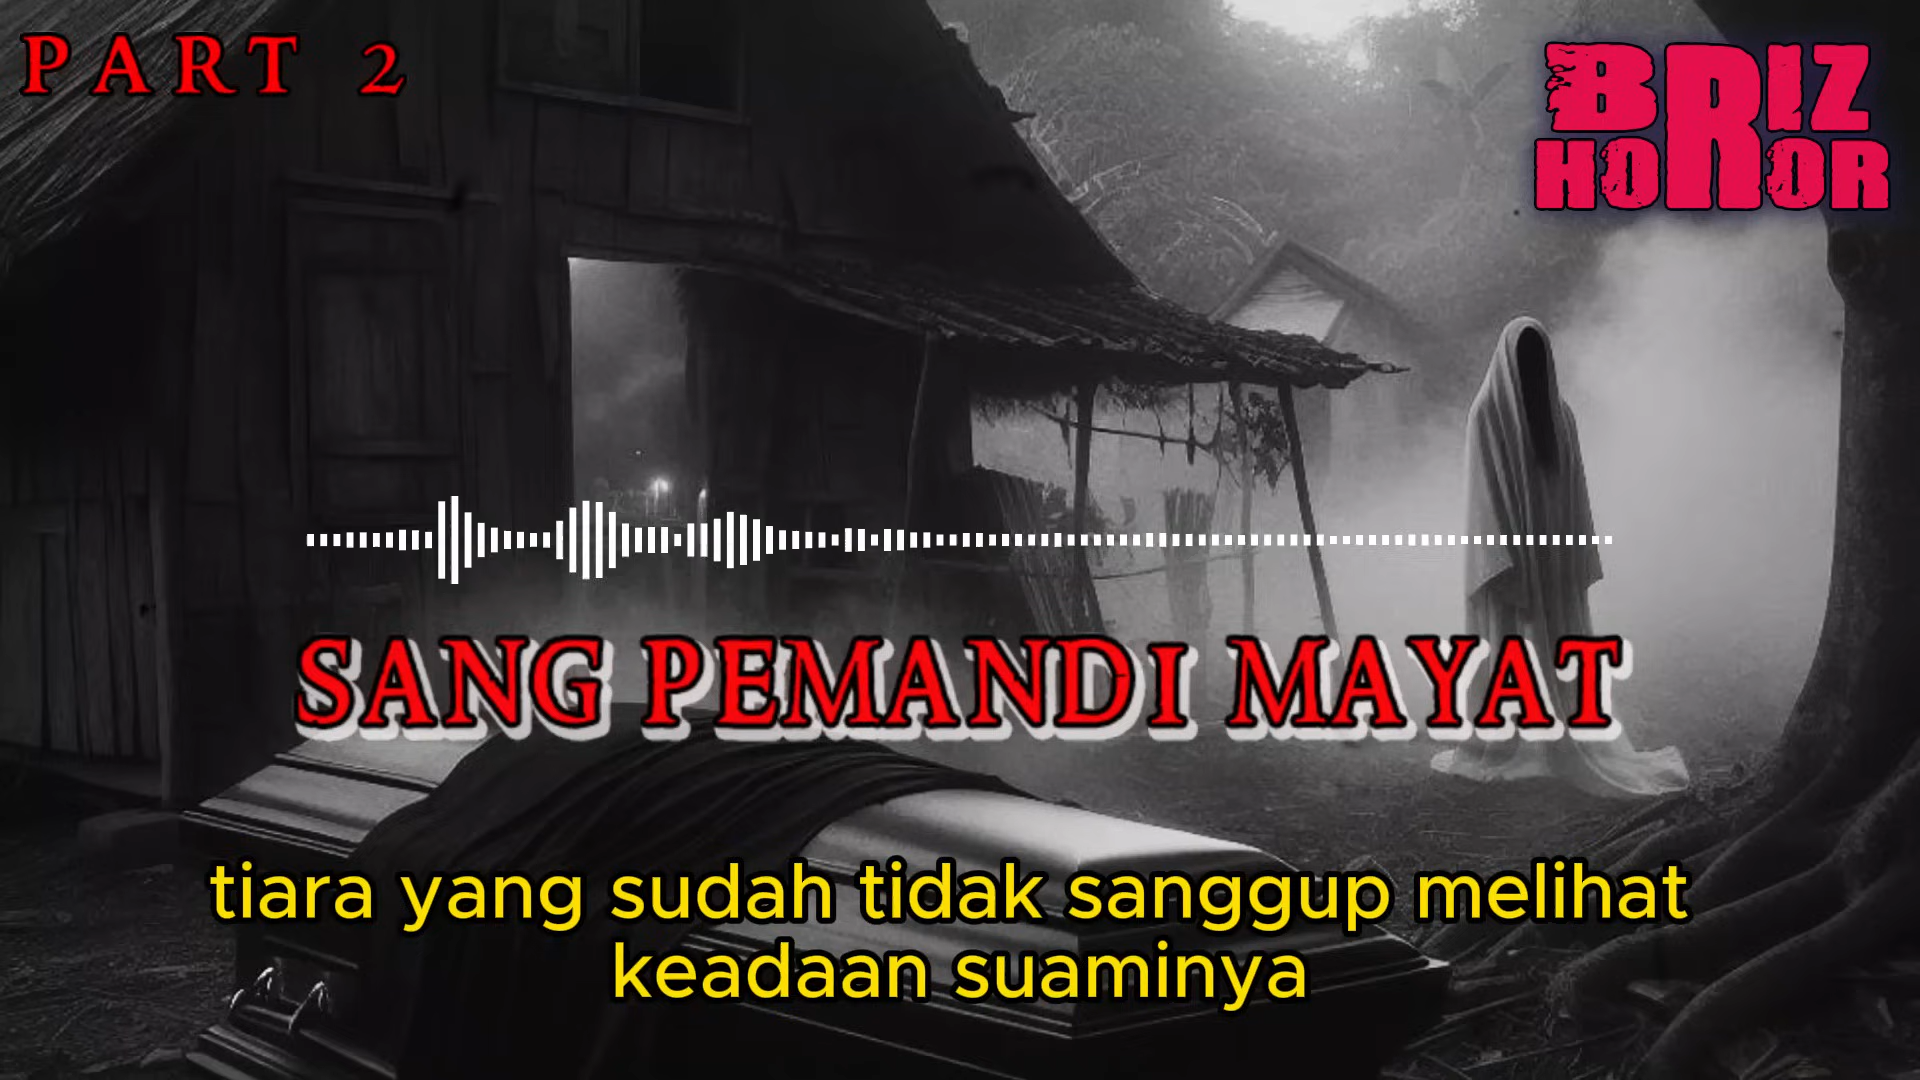 PART 2
BRIZ
HORROR
SANG PEMANDI MAYAT
tiara yang sudah tidak sanggup melihat
keadaan suaminya